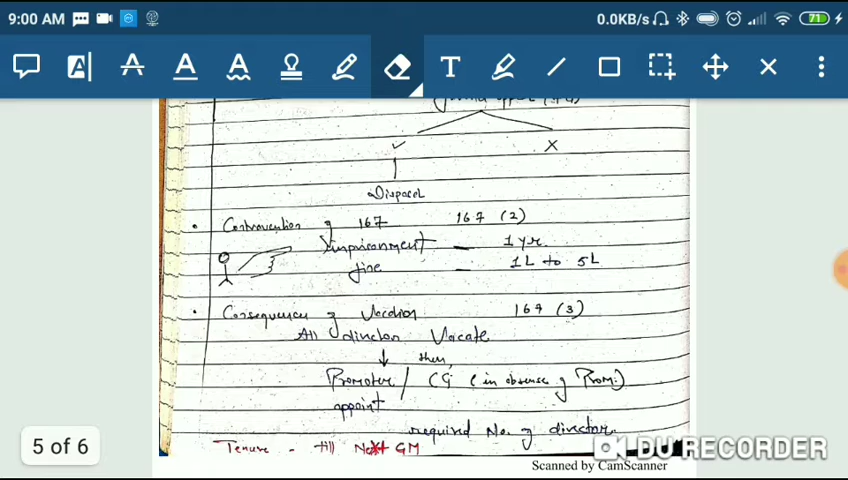 9:00 AM 0.0KB/s 71
T
✓ X
Disposal
• Contravention of 167 167 (2)
Imprisonment — 1 yr.
fine — 1L to 5L
• Consequences of Vacation 167 (3)
All director Vacate
↓ then,
Promoter / CG (in absence of Prom.)
appoint
required No. of director.
Tenure - till Next GM
5 of 6
DU RECORDER
Scanned by CamScanner